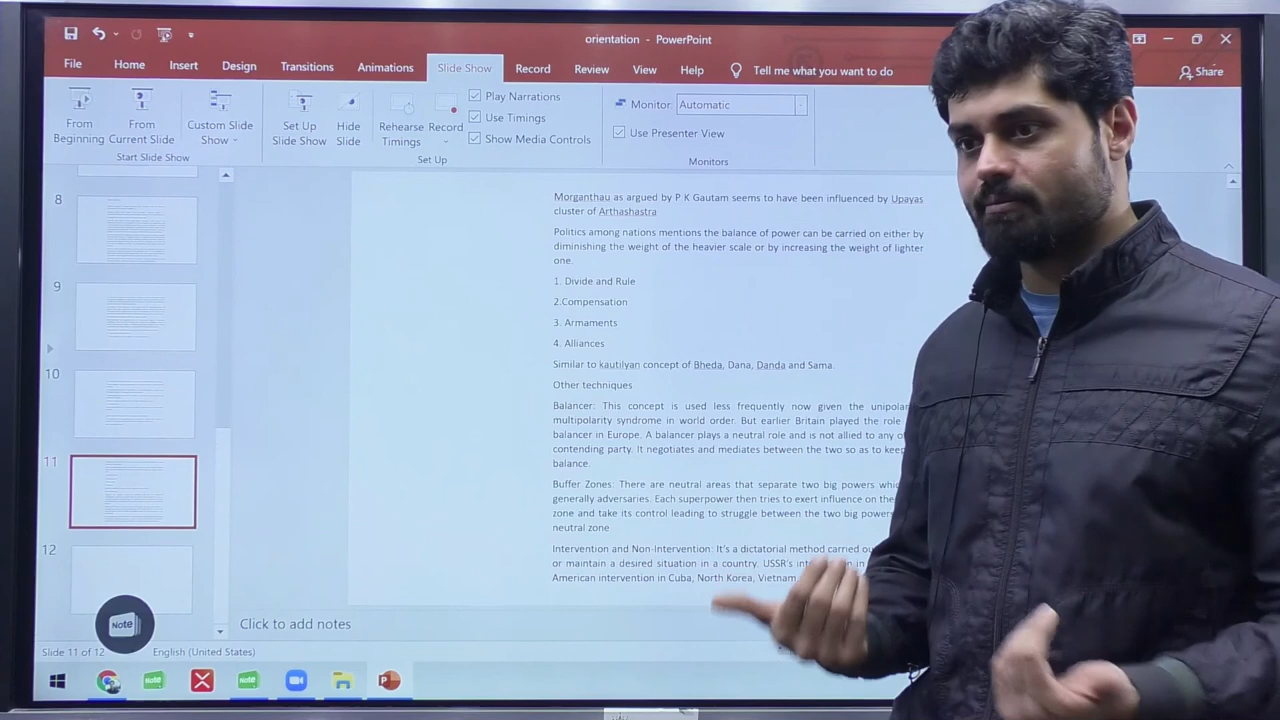 orientation - PowerPoint
File Home Insert Design Transitions Animations Slide Show Record Review View Help Tell me what you want to do Share
From Beginning
From Current Slide
Custom Slide Show
Start Slide Show
Set Up Slide Show
Hide Slide
Rehearse Timings
Record
Play Narrations
Use Timings
Show Media Controls
Set Up
Monitor: Automatic
Use Presenter View
Monitors
8
9
10
11
12
Morganthau as argued by P K Gautam seems to have been influenced by Upayas
cluster of Arthashastra
Politics among nations mentions the balance of power can be carried on either by
diminishing the weight of the heavier scale or by increasing the weight of lighter
one.
1. Divide and Rule
2.Compensation
3. Armaments
4. Alliances
Similar to kautilyan concept of Bheda, Dana, Danda and Sama.
Other techniques
Balancer: This concept is used less frequently now given the
multipolarity syndrome in world order. But earlier Britain played the role
balancer in Europe. A balancer plays a neutral role and is not allied to any
contending party. It negotiates and mediates between the two so as to keep
balance.
Buffer Zones: There are neutral areas that separate two big powers
generally adversaries. Each superpower then tries to exert influence on
zone and take its control leading to struggle between the two big powers
neutral zone
Intervention and Non-Intervention: It's a dictatorial method carried
or maintain a desired situation in a country. USSR's in
American intervention in Cuba, North Korea, Vietnam.
Click to add notes
Note
Slide 11 of 12 English (United States)
Note Note